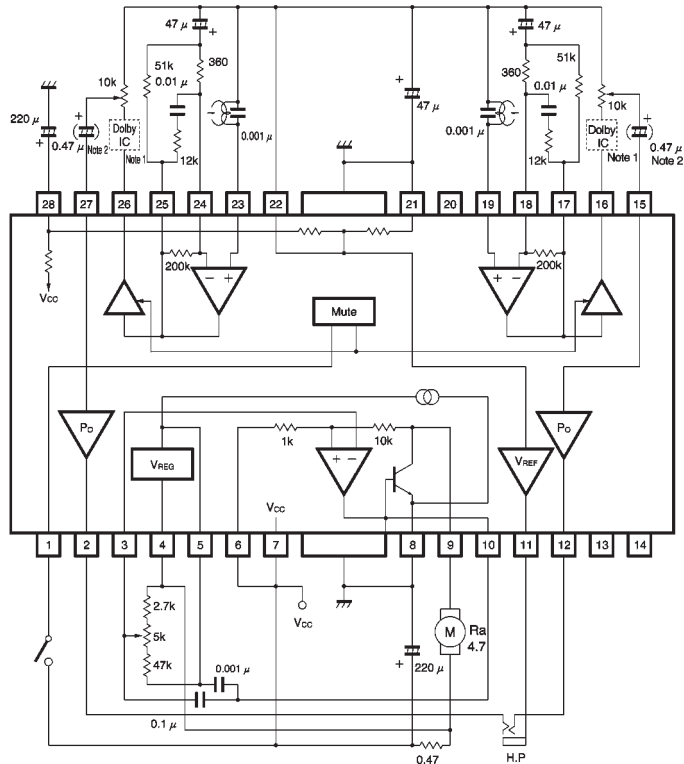 47 μ +
+ 47 μ
51k
0.01 μ
360
+ 47 μ
51k
360
0.01 μ
10k
10k
220 μ
+
+
0.47 μ
Note 2
Dolby IC
Note 1
12k
0.001 μ
0.001 μ
12k
Dolby IC
Note 1
+
0.47 μ
Note 2
28 27 26 25 24 23 22 21 20 19 18 17 16 15
200k
− +
+ −
200k
VCC
Mute
PO
VREG
1k
10k
+ −
VREF
PO
VCC
1 2 3 4 5 6 7 8 9 10 11 12 13 14
VCC
2.7k
5k
47k
0.001 μ
0.1 μ
+
220 μ
M
Ra
4.7
0.47
H.P